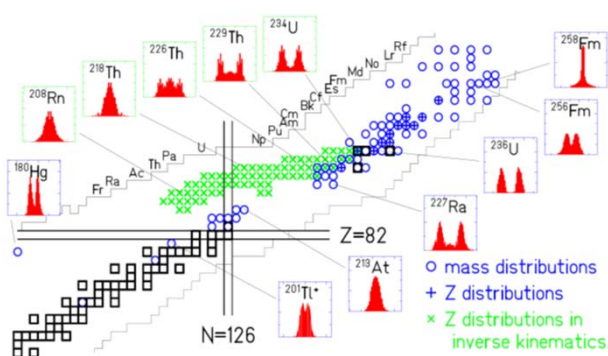 ²³⁴U
²²⁹Th
²²⁶Th
²¹⁸Th
²⁰⁸Rn
¹⁸⁰Hg
²⁵⁸Fm
²⁵⁶Fm
²³⁶U
²²⁷Ra
²¹³At
²⁰¹Tl*
Rf
Lr
No
Md
Fm
Es
Cf
Bk
Cm
Am
Pu
Np
U
Pa
Th
Ac
Ra
Fr
Z=82
N=126
mass distributions
Z distributions
Z distributions in
inverse kinematics